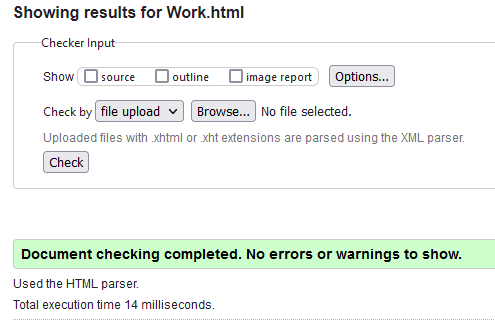 Showing results for Work.html
Checker Input
Show source outline image report Options...
Check by file upload Browse... No file selected.
Uploaded files with .xhtml or .xht extensions are parsed using the XML parser.
Check
Document checking completed. No errors or warnings to show.
Used the HTML parser.
Total execution time 14 milliseconds.